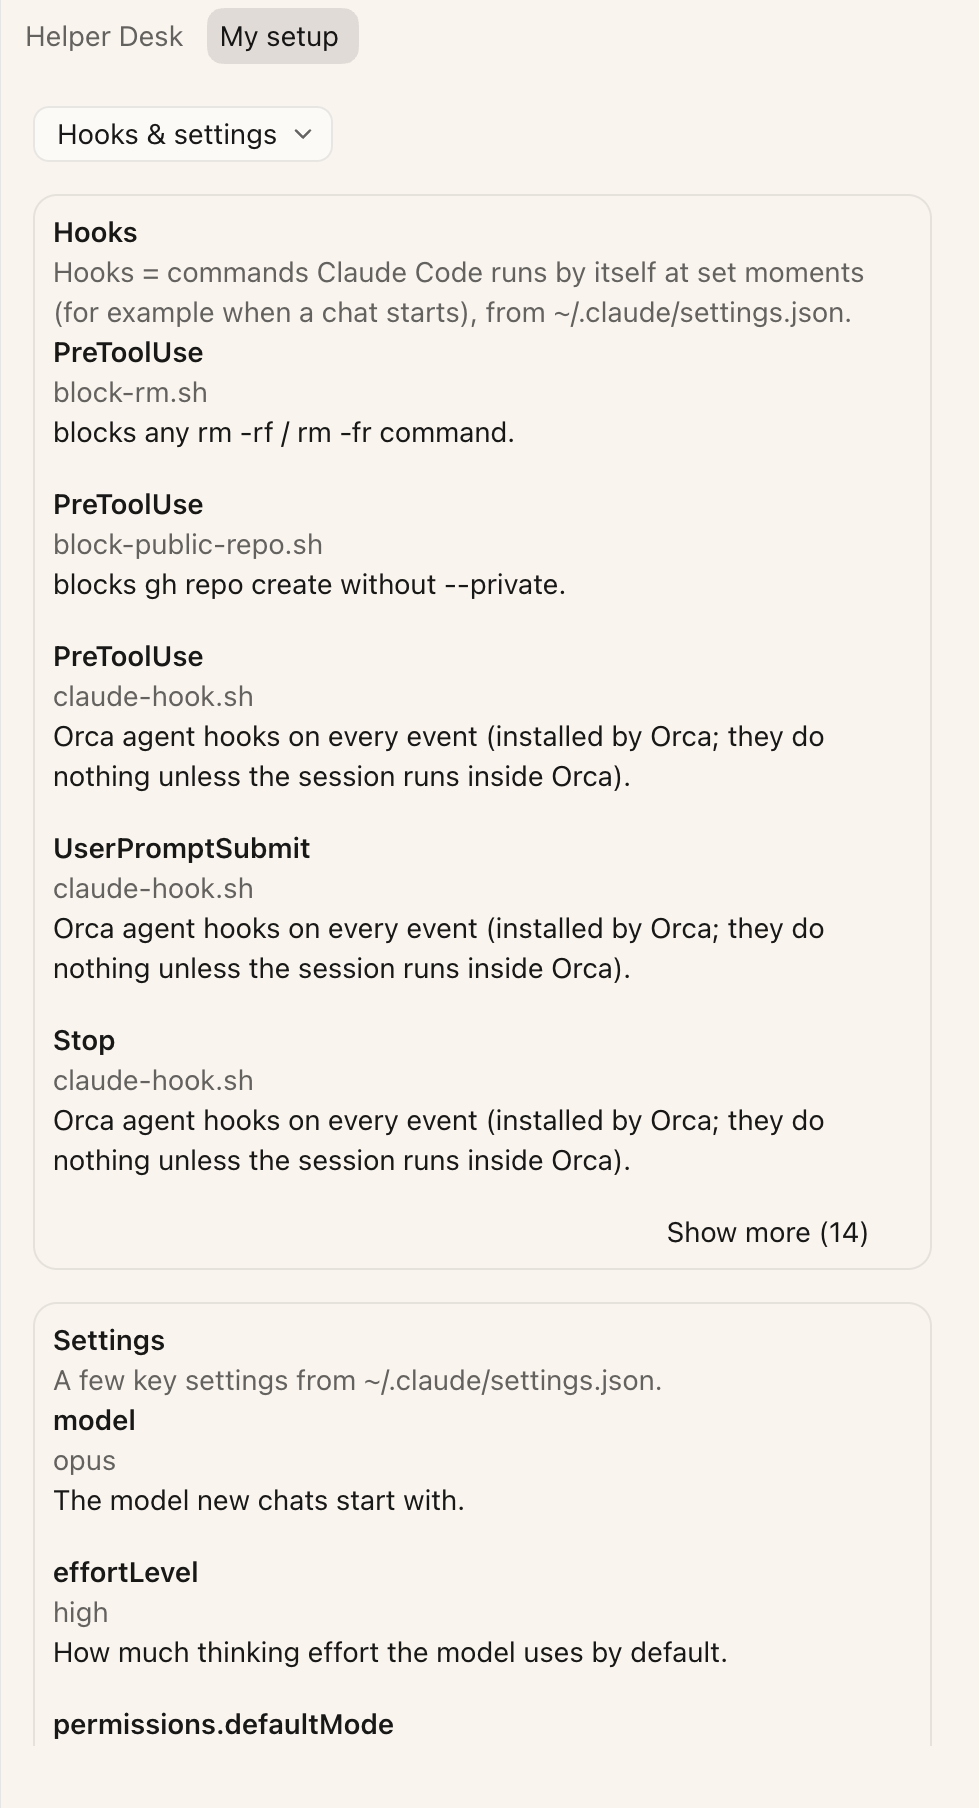 Helper Desk
My setup
Hooks & settings
Hooks
Hooks = commands Claude Code runs by itself at set moments
(for example when a chat starts), from ~/.claude/settings.json.
PreToolUse
block-rm.sh
blocks any rm -rf / rm -fr command.
PreToolUse
block-public-repo.sh
blocks gh repo create without --private.
PreToolUse
claude-hook.sh
Orca agent hooks on every event (installed by Orca; they do
nothing unless the session runs inside Orca).
UserPromptSubmit
claude-hook.sh
Orca agent hooks on every event (installed by Orca; they do
nothing unless the session runs inside Orca).
Stop
claude-hook.sh
Orca agent hooks on every event (installed by Orca; they do
nothing unless the session runs inside Orca).
Show more (14)
Settings
A few key settings from ~/.claude/settings.json.
model
opus
The model new chats start with.
effortLevel
high
How much thinking effort the model uses by default.
permissions.defaultMode